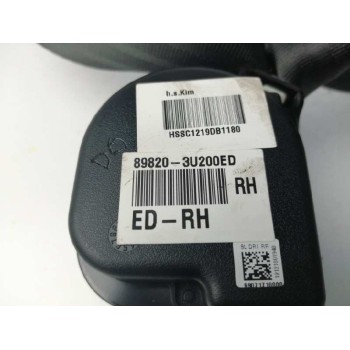 h.s.Kim
HSSC1219DB1180
89820-3U200ED
RH
ED-RH